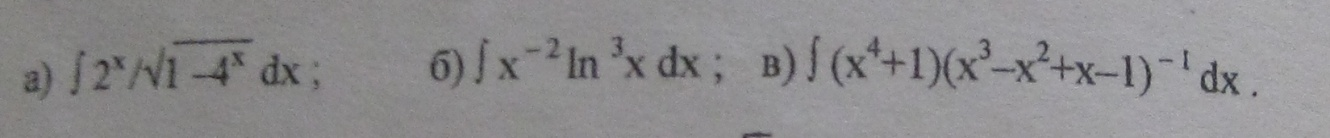 а) ∫ 2ˣ/√1–4ˣ dx ; б) ∫ x⁻² ln ³x dx ; в) ∫ (x⁴+1)(x³–x²+x–1)⁻¹ dx .